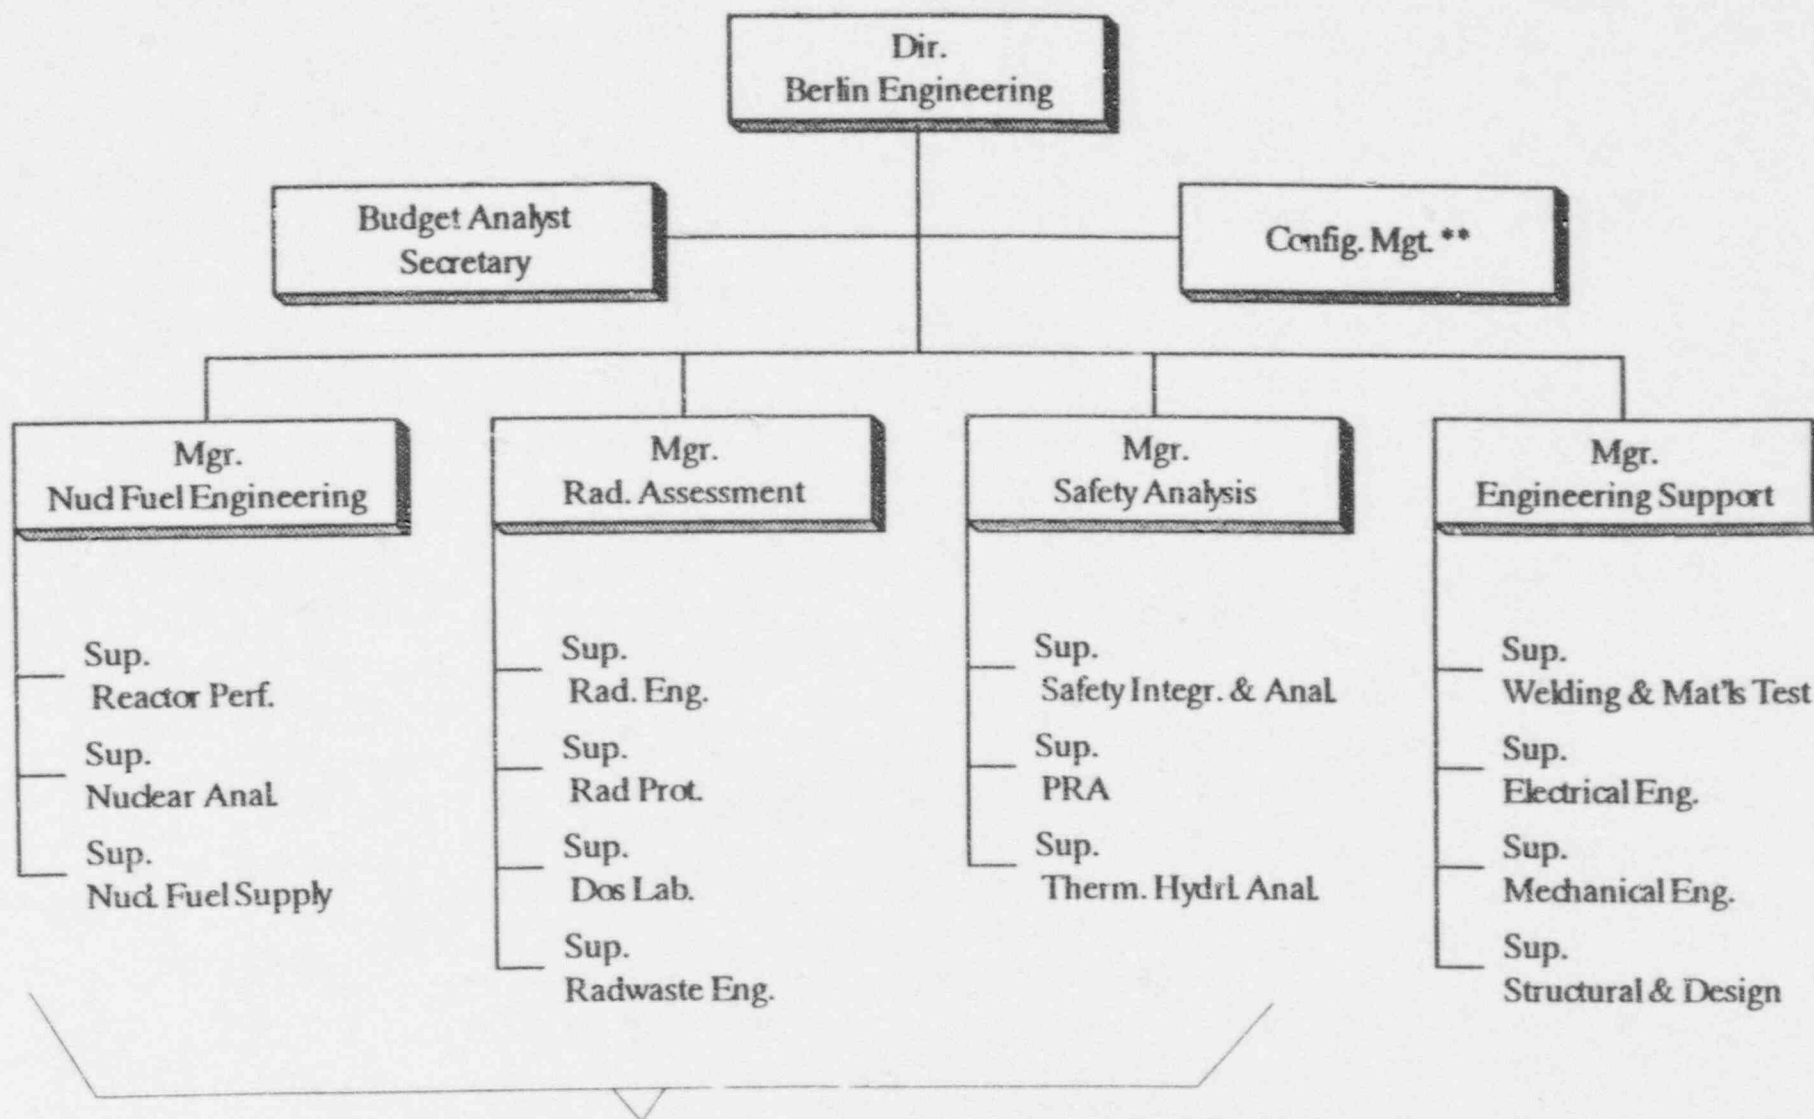 Dir.
Berlin Engineering
Budget Analyst
Secretary
Config. Mgt. **
Mgr.
Nucl Fuel Engineering
Mgr.
Rad. Assessment
Mgr.
Safety Analysis
Mgr.
Engineering Support
Sup.
Reactor Perf.
Sup.
Nuclear Anal.
Sup.
Nucl. Fuel Supply
Sup.
Rad. Eng.
Sup.
Rad Prot.
Sup.
Dos Lab.
Sup.
Radwaste Eng.
Sup.
Safety Integr. & Anal.
Sup.
PRA
Sup.
Therm. Hydrl. Anal.
Sup.
Welding & Mat'ls Test
Sup.
Electrical Eng.
Sup.
Mechanical Eng.
Sup.
Structural & Design